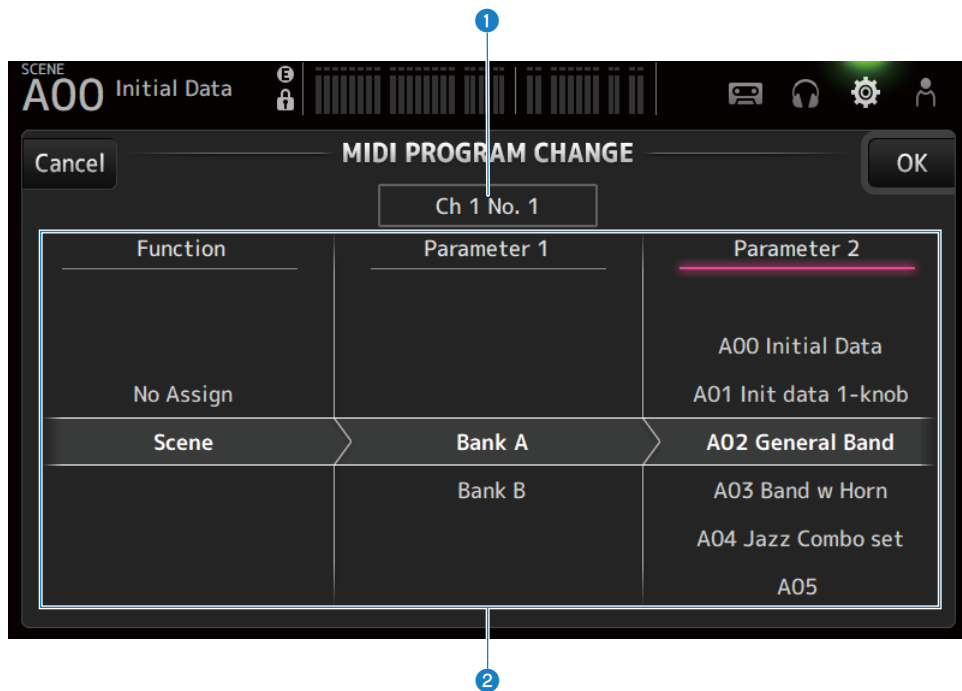 1
SCENE
A00 Initial Data
E
MIDI PROGRAM CHANGE
Cancel
OK
Ch 1 No. 1
Function Parameter 1 Parameter 2
A00 Initial Data
No Assign A01 Init data 1-knob
Scene Bank A A02 General Band
Bank B A03 Band w Horn
A04 Jazz Combo set
A05
2